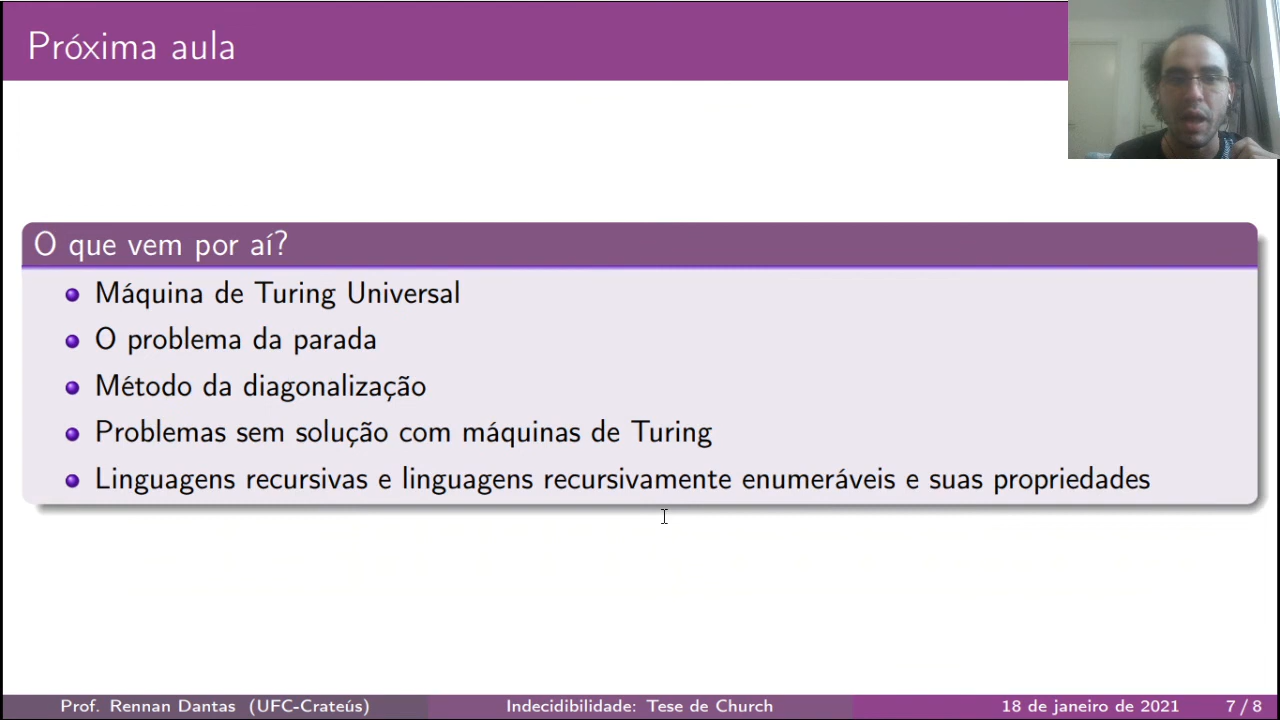 Próxima aula
O que vem por aí?
Máquina de Turing Universal
O problema da parada
Método da diagonalização
Problemas sem solução com máquinas de Turing
Linguagens recursivas e linguagens recursivamente enumeráveis e suas propriedades
Prof. Rennan Dantas (UFC-Crateús) Indecidibilidade: Tese de Church 18 de janeiro de 2021 7 / 8